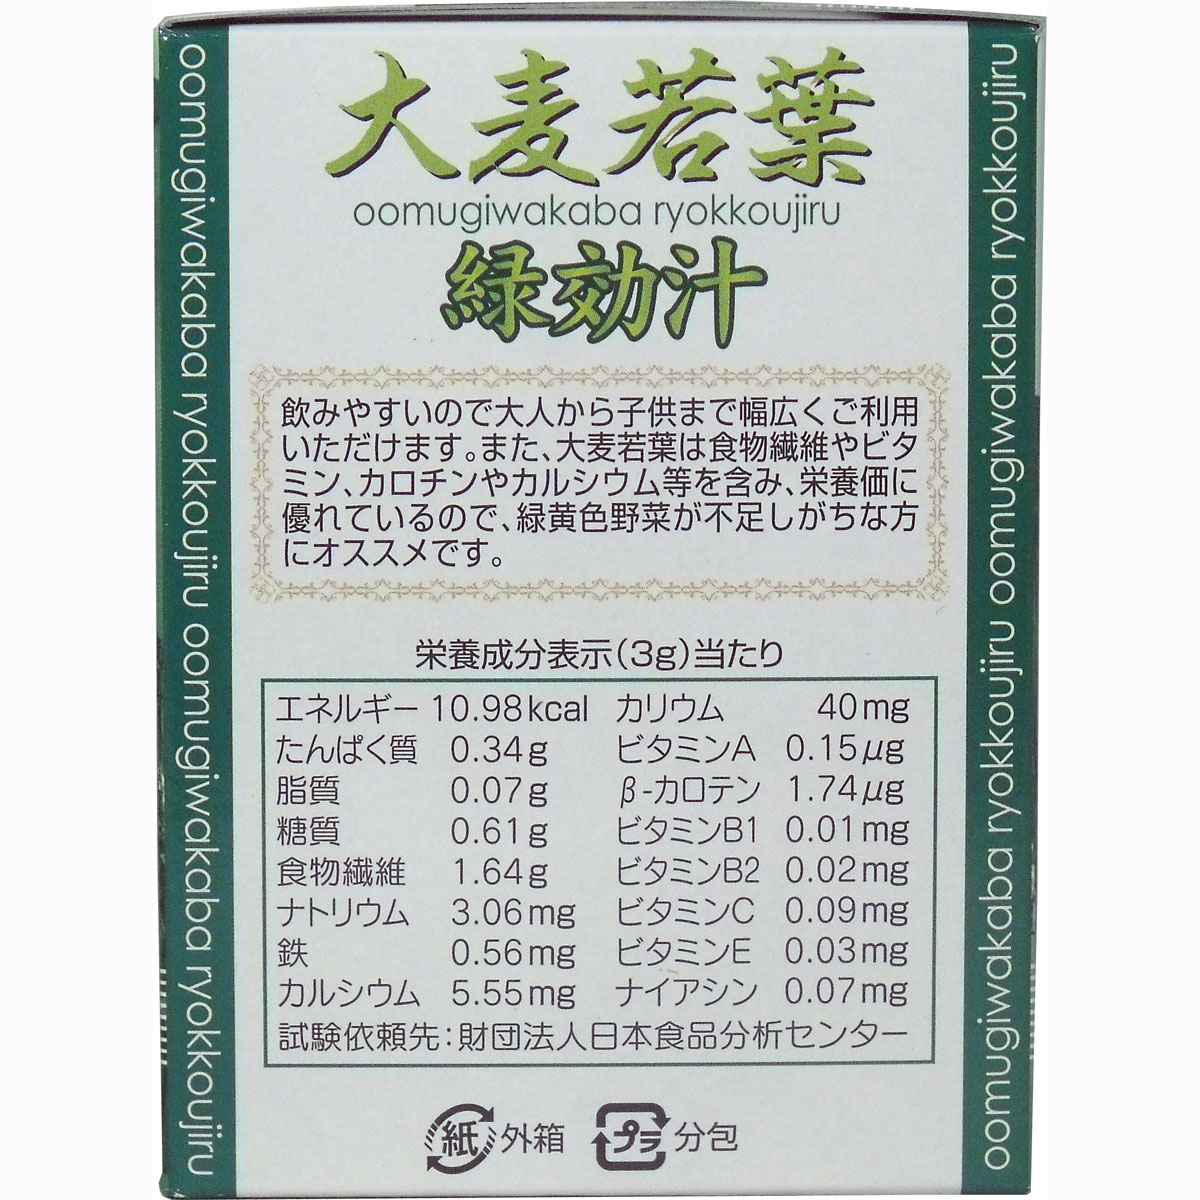 大麦若葉
oomugiwakaba ryokkoujiru
緑効汁
飲みやすいので大人から子供まで幅広くご利用
いただけます。また、大麦若葉は食物繊維やビタ
ミン、カロチンやカルシウム等を含み、栄養価に
優れているので、緑黄色野菜が不足しがちな方
にオススメです。
栄養成分表示(3g)当たり
エネルギー 10.98kcal カリウム 40mg
たんぱく質 0.34g ビタミンA 0.15μg
脂質 0.07g β-カロテン 1.74μg
糖質 0.61g ビタミンB1 0.01mg
食物繊維 1.64g ビタミンB2 0.02mg
ナトリウム 3.06mg ビタミンC 0.09mg
鉄 0.56mg ビタミンE 0.03mg
カルシウム 5.55mg ナイアシン 0.07mg
試験依頼先:財団法人日本食品分析センター
紙 外箱 プラ 分包
oomugiwakaba ryokkoujiru oomugiwakaba ryokkoujiru
oomugiwakaba ryokkoujiru oomugiwakaba ryokkoujiru